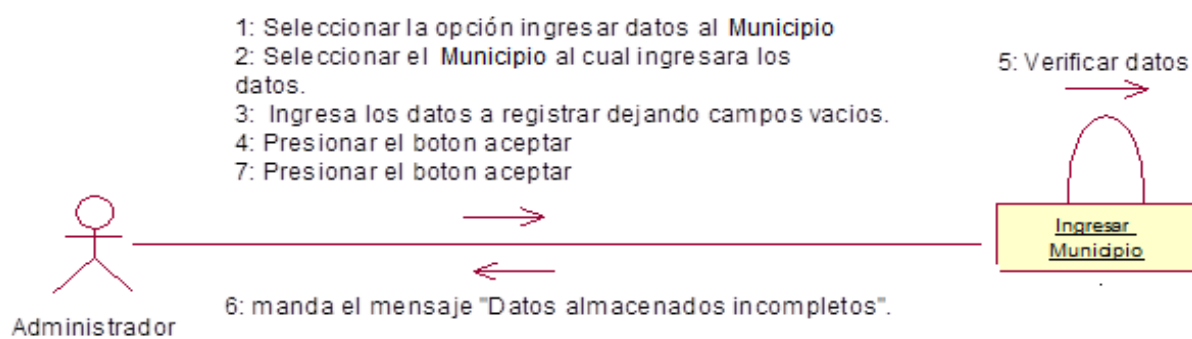 1: Seleccionar la opción ingresar datos al Municipio
2: Seleccionar el Municipio al cual ingresara los
datos.
3: Ingresa los datos a registrar dejando campos vacios.
4: Presionar el boton aceptar
7: Presionar el boton aceptar
5: Verificar datos
Ingresar
Municipio
6: manda el mensaje "Datos almacenados incompletos".
Administrador